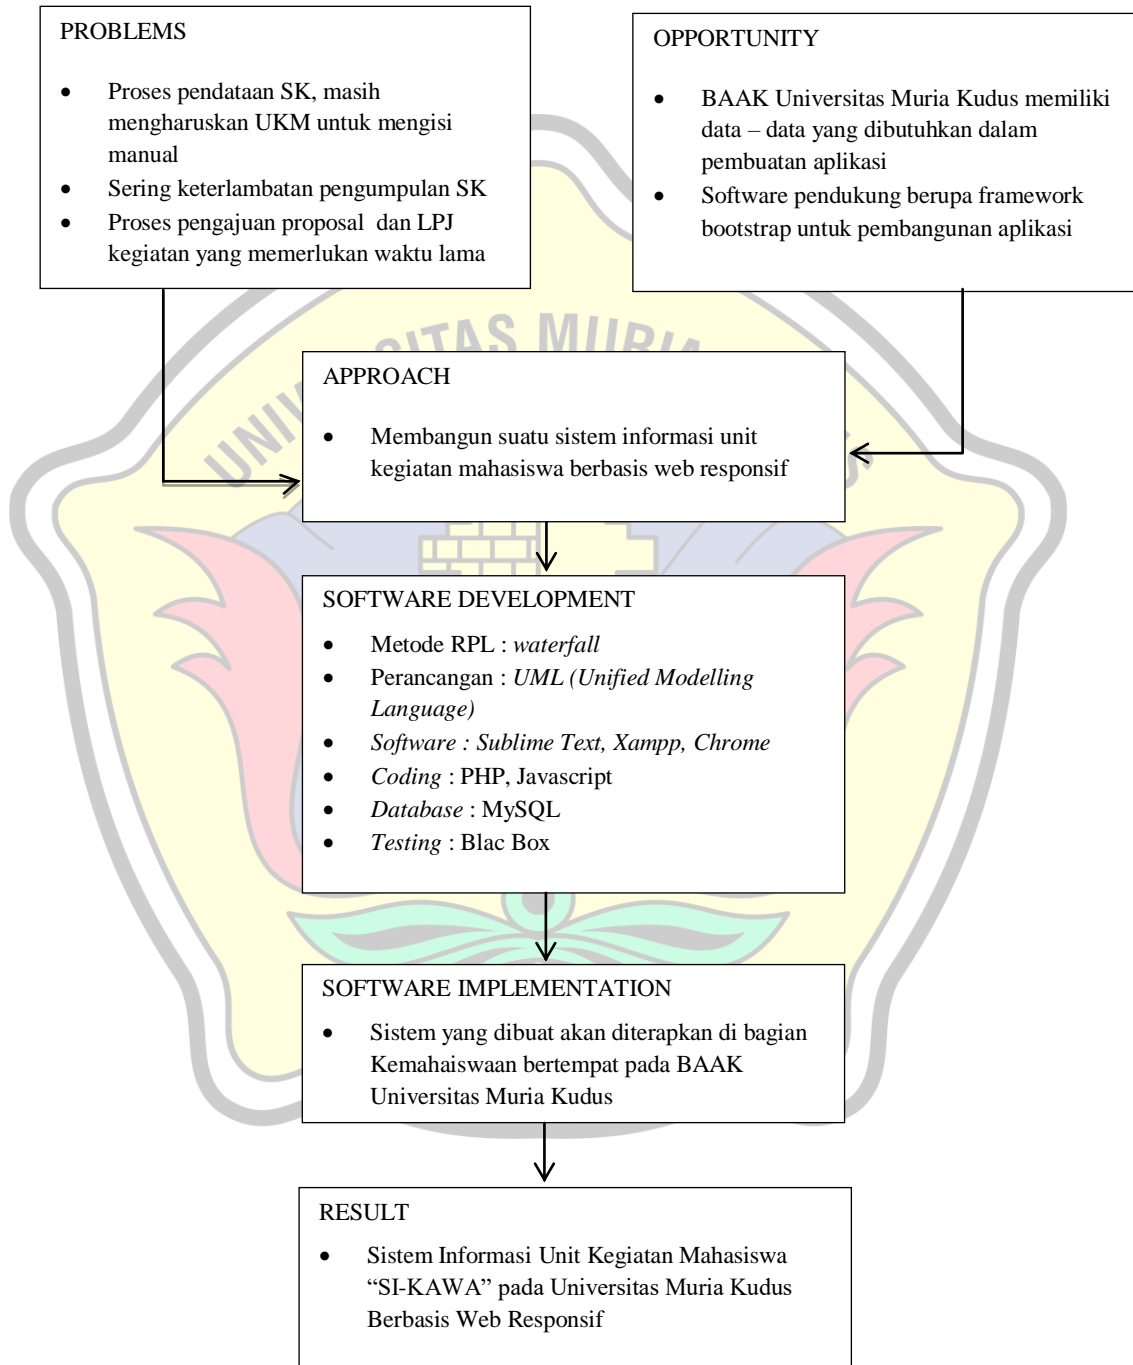 PROBLEMS
• Proses pendataan SK, masih
mengharuskan UKM untuk mengisi
manual
• Sering keterlambatan pengumpulan SK
• Proses pengajuan proposal dan LPJ
kegiatan yang memerlukan waktu lama
OPPORTUNITY
• BAAK Universitas Muria Kudus memiliki
data – data yang dibutuhkan dalam
pembuatan aplikasi
• Software pendukung berupa framework
bootstrap untuk pembangunan aplikasi
APPROACH
• Membangun suatu sistem informasi unit
kegiatan mahasiswa berbasis web responsif
SOFTWARE DEVELOPMENT
• Metode RPL : waterfall
• Perancangan : UML (Unified Modelling
Language)
• Software : Sublime Text, Xampp, Chrome
• Coding : PHP, Javascript
• Database : MySQL
• Testing : Blac Box
SOFTWARE IMPLEMENTATION
• Sistem yang dibuat akan diterapkan di bagian
Kemahaiswaan bertempat pada BAAK
Universitas Muria Kudus
RESULT
• Sistem Informasi Unit Kegiatan Mahasiswa
“SI-KAWA” pada Universitas Muria Kudus
Berbasis Web Responsif